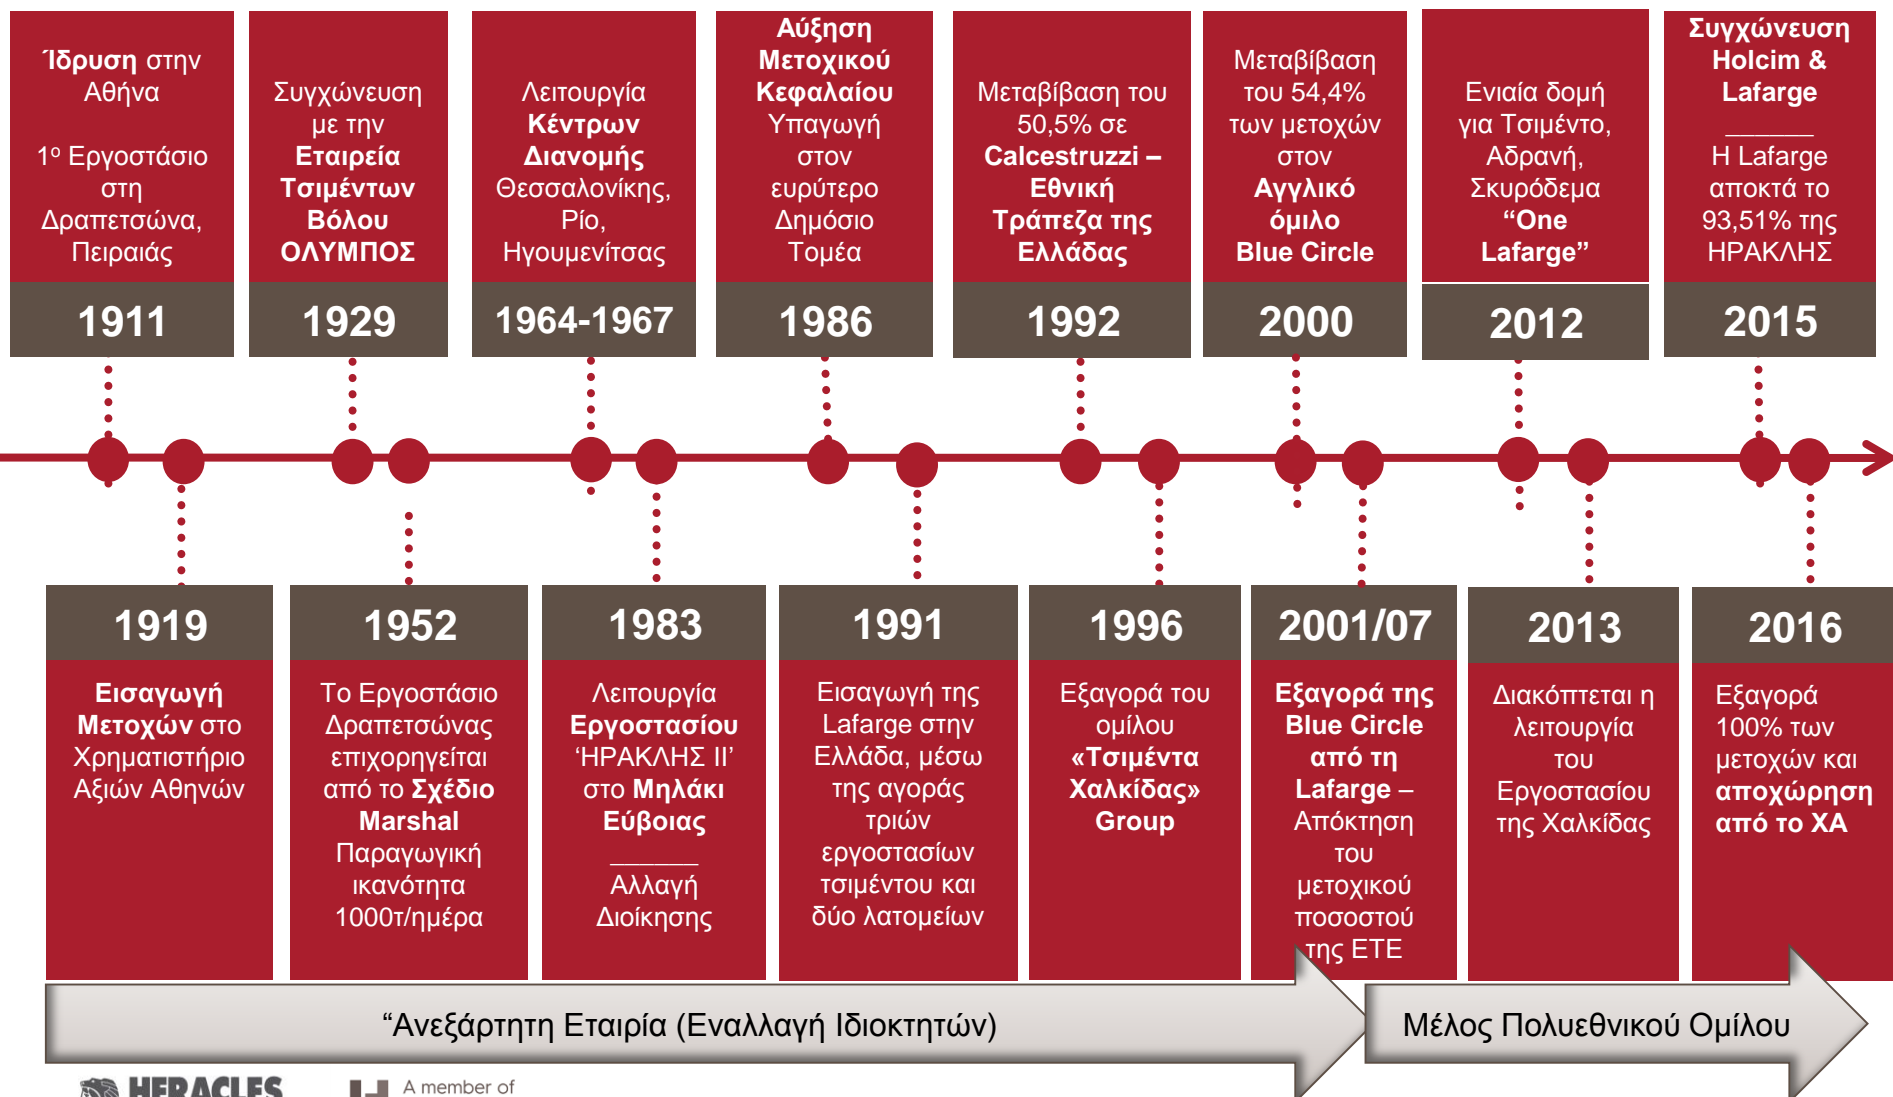 Ίδρυση στην
Αθήνα
1ο Εργοστάσιο
στη
Δραπετσώνα,
Πειραιάς
1911
Συγχώνευση
με την
Εταιρεία
Τσιμέντων
Βόλου
ΟΛΥΜΠΟΣ
1929
Λειτουργία
Κέντρων
Διανομής
Θεσσαλονίκης,
Ρίο,
Ηγουμενίτσας
1964-1967
Αύξηση
Μετοχικού
Κεφαλαίου
Υπαγωγή
στον
ευρύτερο
Δημόσιο
Τομέα
1986
Μεταβίβαση του
50,5% σε
Calcestruzzi –
Εθνική
Τράπεζα της
Ελλάδας
1992
Μεταβίβαση
του 54,4%
των μετοχών
στον
Αγγλικό
όμιλο
Blue Circle
2000
Ενιαία δομή
για Τσιμέντο,
Αδρανή,
Σκυρόδεμα
“One
Lafarge”
2012
Συγχώνευση
Holcim &
Lafarge
______
Η Lafarge
αποκτά το
93,51% της
ΗΡΑΚΛΗΣ
2015
1919
Εισαγωγή
Μετοχών στο
Χρηματιστήριο
Αξιών Αθηνών
1952
Το Εργοστάσιο
Δραπετσώνας
επιχορηγείται
από το Σχέδιο
Marshal
Παραγωγική
ικανότητα
1000τ/ημέρα
1983
Λειτουργία
Εργοστασίου
‘ΗΡΑΚΛΗΣ ΙΙ’
στο Μηλάκι
Εύβοιας
______
Αλλαγή
Διοίκησης
1991
Εισαγωγή της
Lafarge στην
Ελλάδα, μέσω
της αγοράς
τριών
εργοστασίων
τσιμέντου και
δύο λατομείων
1996
Εξαγορά του
ομίλου
«Τσιμέντα
Χαλκίδας»
Group
2001/07
Εξαγορά της
Blue Circle
από τη
Lafarge –
Απόκτηση
του
μετοχικού
ποσοστού
της ΕΤΕ
2013
Διακόπτεται η
λειτουργία
του
Εργοστασίου
της Χαλκίδας
2016
Εξαγορά
100% των
μετοχών και
αποχώρηση
από το ΧΑ
“Ανεξάρτητη Εταιρία (Εναλλαγή Ιδιοκτητών)
Μέλος Πολυεθνικού Ομίλου
HERACLES
A member of